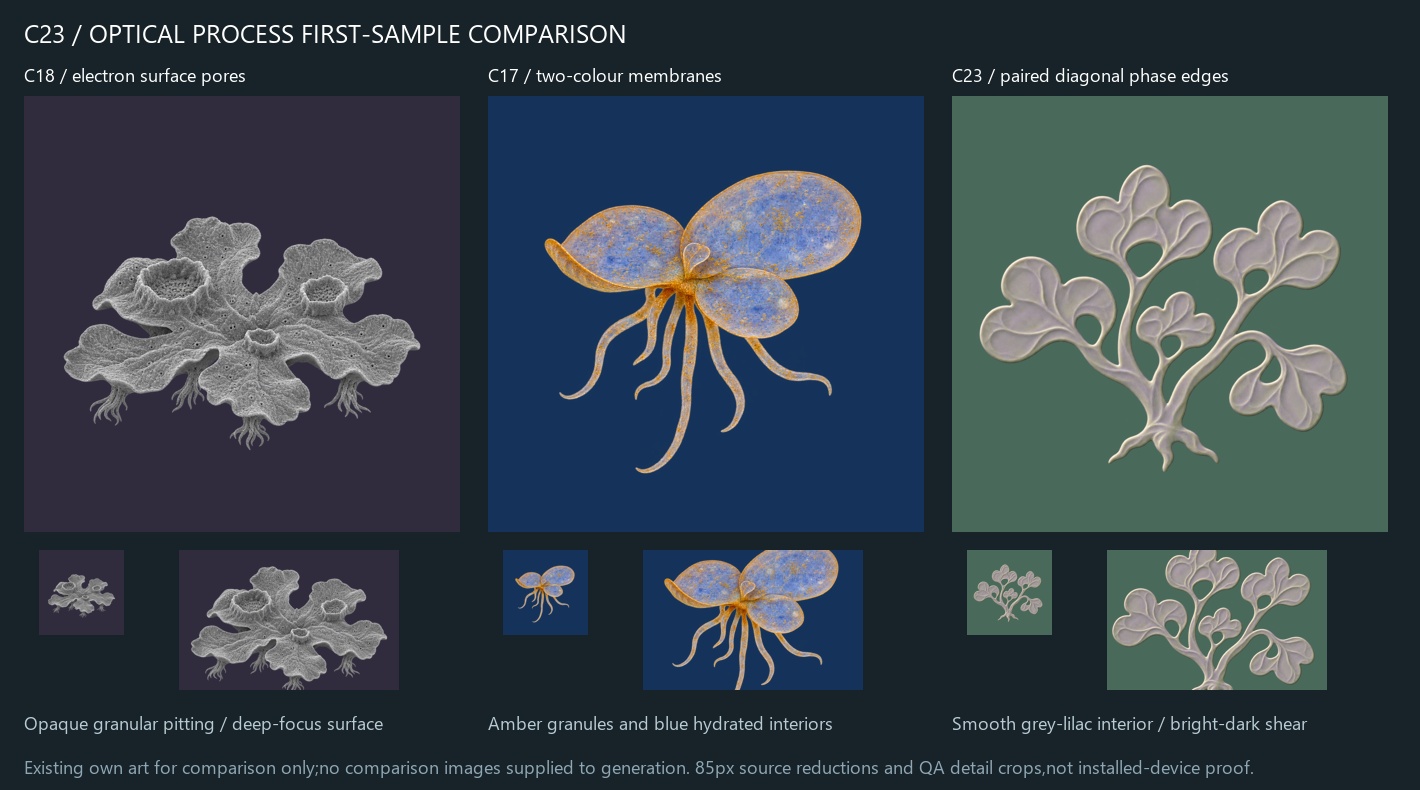 C23 / OPTICAL PROCESS FIRST-SAMPLE COMPARISON
C18 / electron surface pores
C17 / two-colour membranes
C23 / paired diagonal phase edges
Opaque granular pitting / deep-focus surface
Amber granules and blue hydrated interiors
Smooth grey-lilac interior / bright-dark shear
Existing own art for comparison only;no comparison images supplied to generation. 85px source reductions and QA detail crops,not installed-device proof.